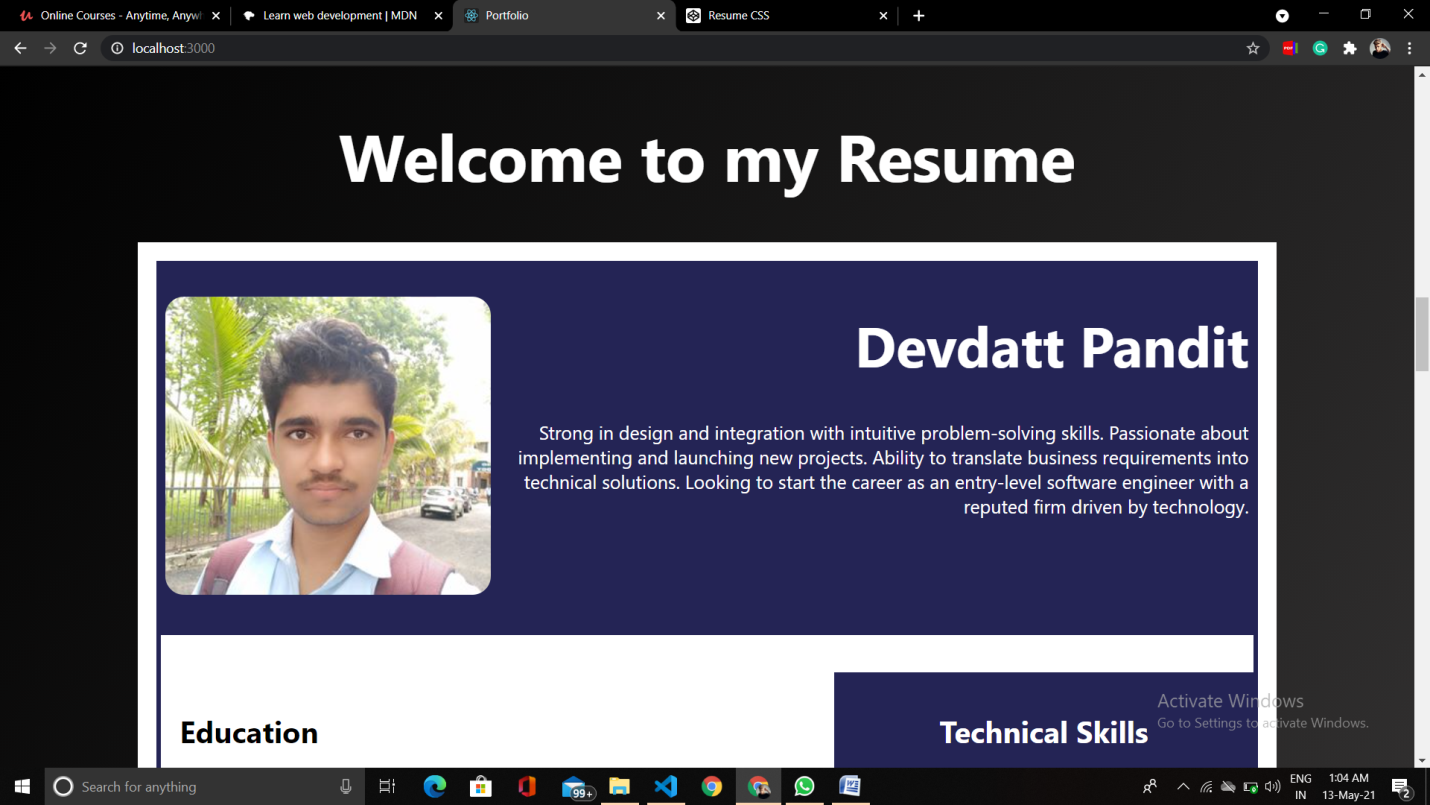 Online Courses - Anytime, Anywh
Learn web development | MDN
Portfolio
Resume CSS
localhost:3000
Welcome to my Resume
Devdatt Pandit
Strong in design and integration with intuitive problem-solving skills. Passionate about
implementing and launching new projects. Ability to translate business requirements into
technical solutions. Looking to start the career as an entry-level software engineer with a
reputed firm driven by technology.
Education
Technical Skills
Activate Windows
Go to Settings to activate Windows.
Search for anything
99+
ENG
IN
1:04 AM
13-May-21
2